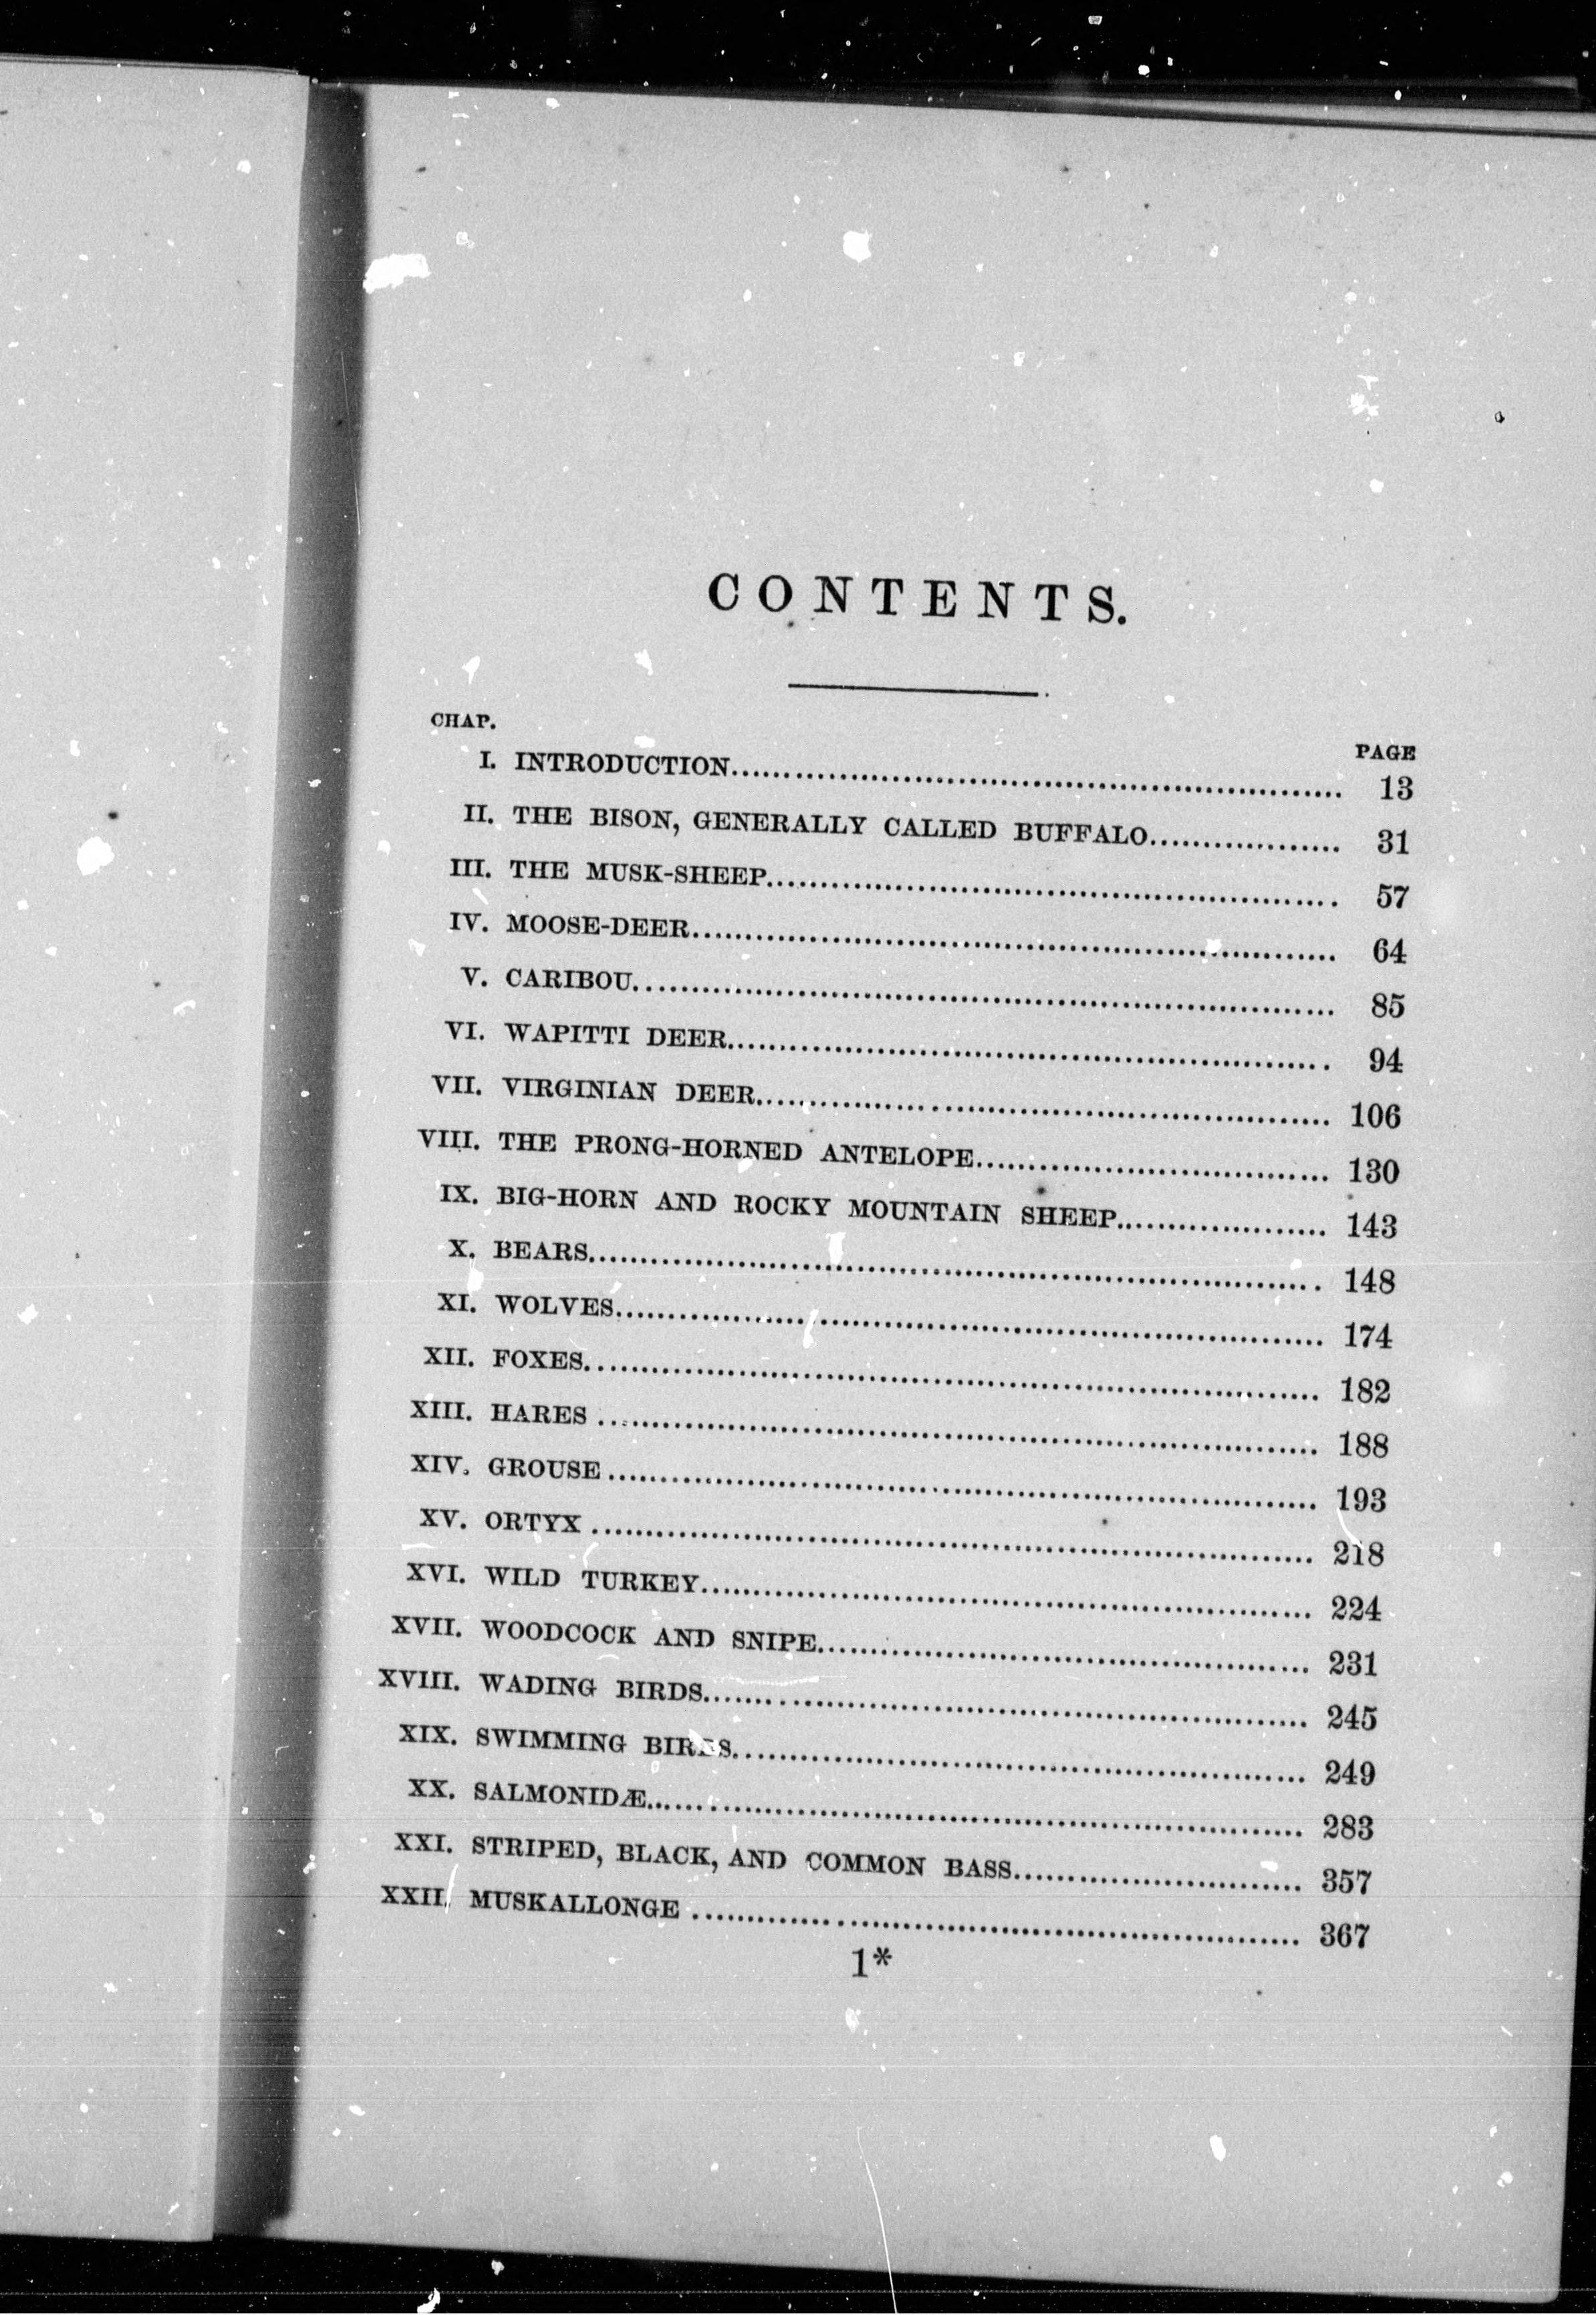 CONTENTS.
CHAP.
PAGE
I. INTRODUCTION........................................ 13
II. THE BISON, GENERALLY CALLED BUFFALO.................. 31
III. THE MUSK-SHEEP........................................ 57
IV. MOOSE-DEER........................................ 64
V. CARIBOU........................................ 85
VI. WAPITTI DEER........................................ 94
VII. VIRGINIAN DEER........................................ 106
VIII. THE PRONG-HORNED ANTELOPE.............................. 130
IX. BIG-HORN AND ROCKY MOUNTAIN SHEEP.................... 143
X. BEARS........................................ 148
XI. WOLVES........................................ 174
XII. FOXES........................................ 182
XIII. HARES ........................................ 188
XIV. GROUSE ........................................ 193
XV. ORTYX ........................................ 218
XVI. WILD TURKEY........................................ 224
XVII. WOODCOCK AND SNIPE........................................ 231
XVIII. WADING BIRDS........................................ 245
XIX. SWIMMING BIRDS........................................ 249
XX. SALMONIDÆ........................................ 283
XXI. STRIPED, BLACK, AND COMMON BASS............................ 357
XXII. MUSKALLONGE ........................................ 367
1*